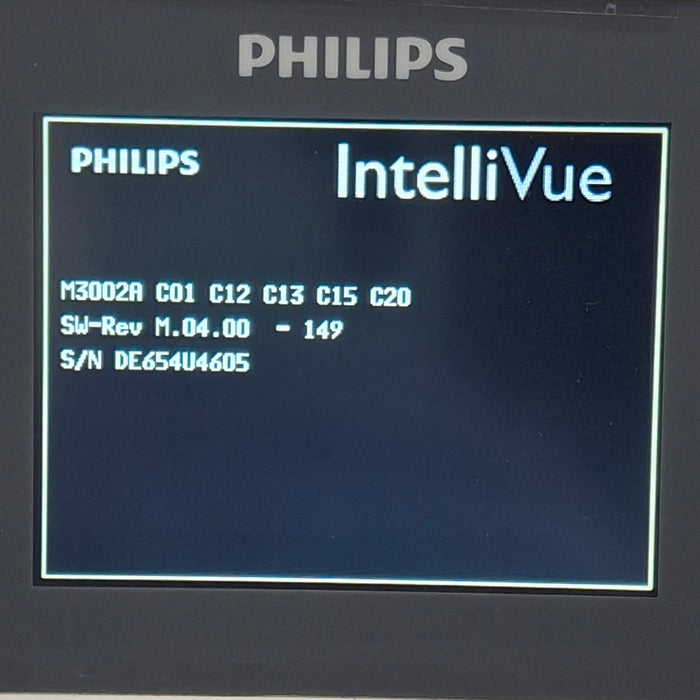 PHILIPS
PHILIPS IntelliVue
M3002A C01 C12 C13 C15 C20
SW-Rev M.04.00 - 149
S/N DE654U4605